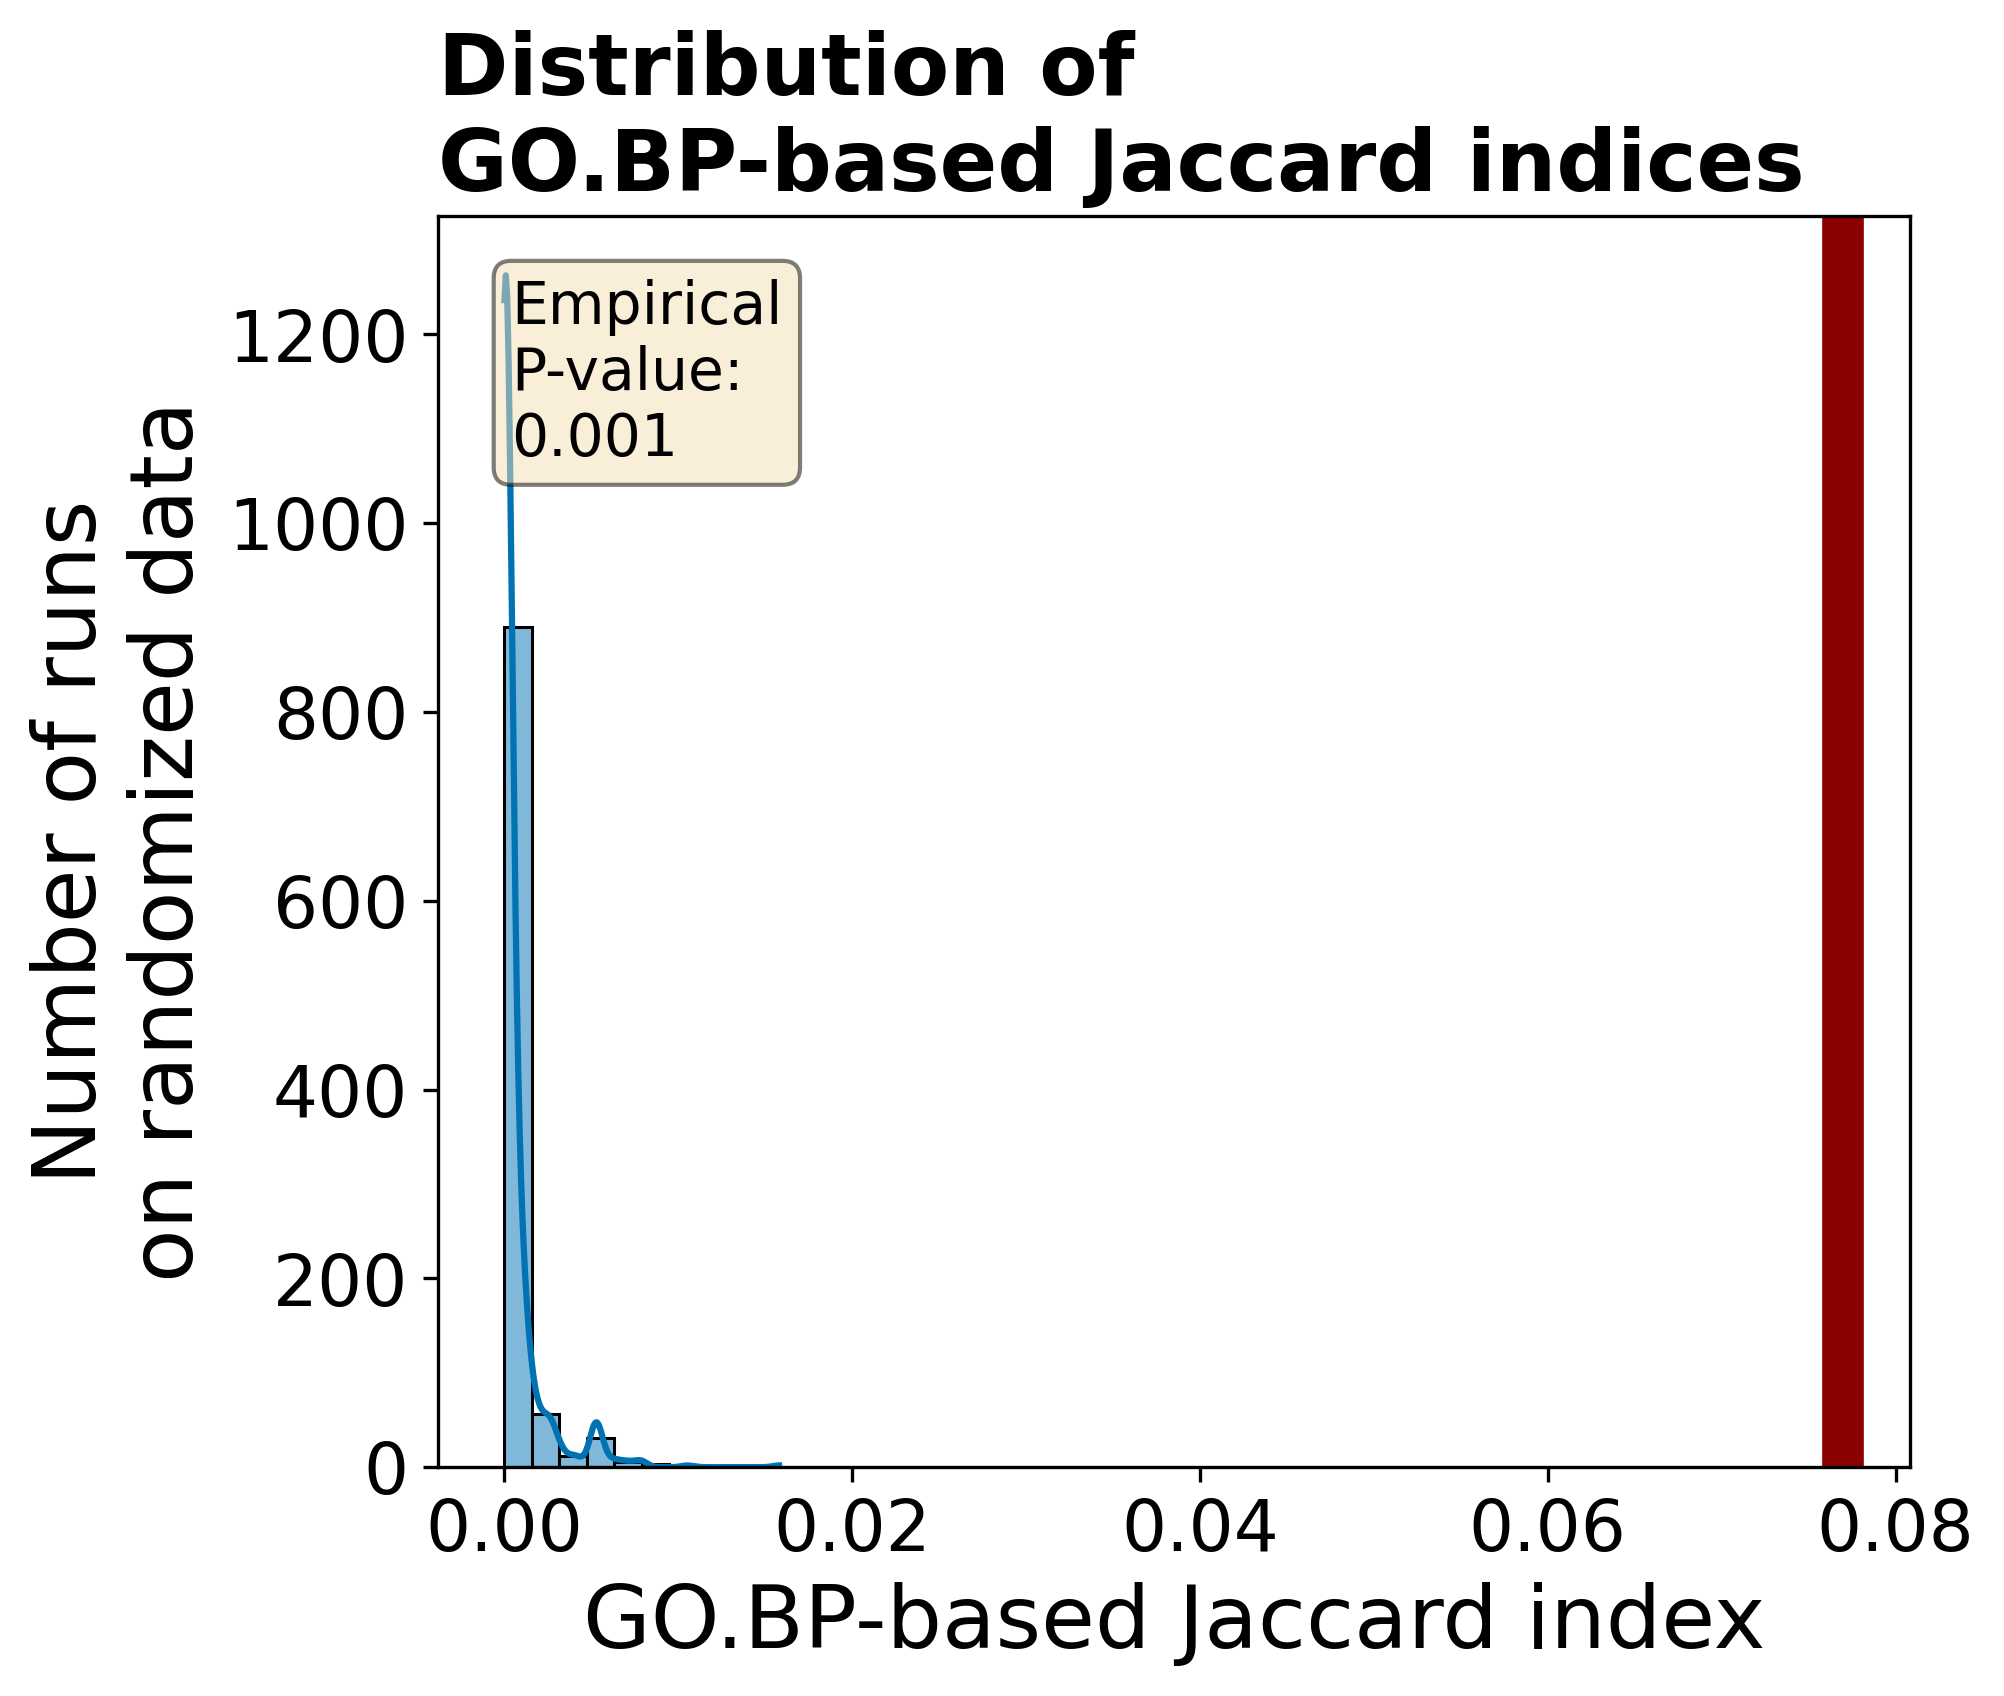 Distribution of
GO.BP-based Jaccard indices
Empirical
P-value:
0.001
Number of runs
on randomized data
1200
1000
800
600
400
200
0
0.00 0.02 0.04 0.06 0.08
GO.BP-based Jaccard index